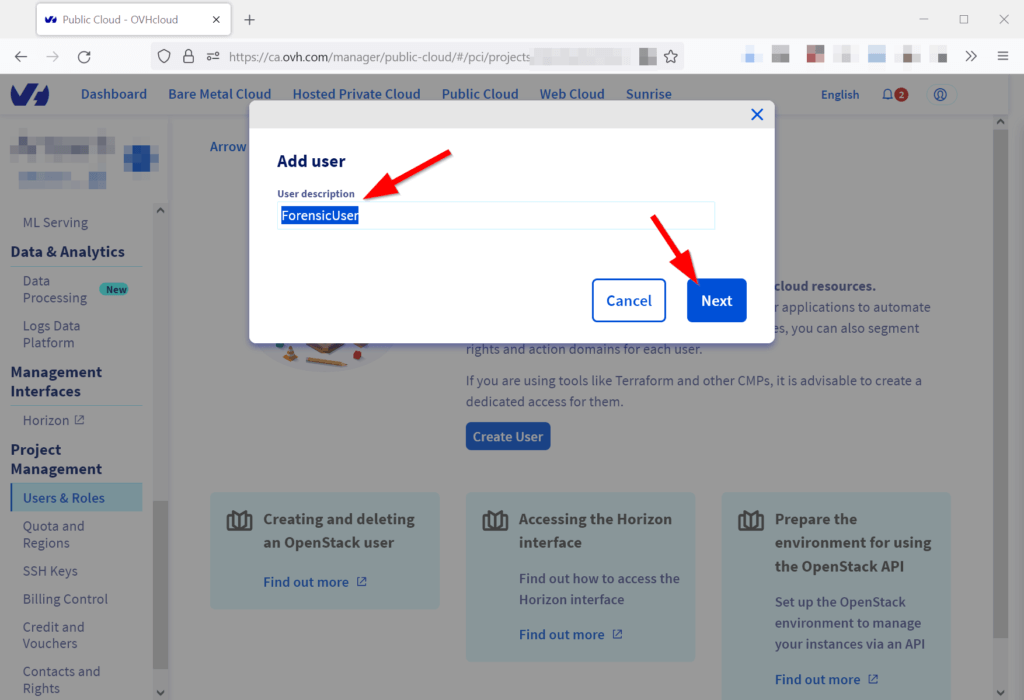 Public Cloud - OVHcloud
https://ca.ovh.com/manager/public-cloud/#/pci/projects
Dashboard
Bare Metal Cloud
Hosted Private Cloud
Public Cloud
Web Cloud
Sunrise
English
2
Arrow
ML Serving
Data & Analytics
Data
Processing
New
Logs Data
Platform
Management
Interfaces
Horizon
Project
Management
Users & Roles
Quota and
Regions
SSH Keys
Billing Control
Credit and
Vouchers
Contacts and
Rights
Add user
User description
ForensicUser
Cancel
Next
cloud resources.
applications to automate
, you can also segment
rights and action domains for each user.
If you are using tools like Terraform and other CMPs, it is advisable to create a
dedicated access for them.
Create User
Creating and deleting
an OpenStack user
Find out more
Accessing the Horizon
interface
Find out how to access the
Horizon interface
Find out more
Prepare the
environment for using
the OpenStack API
Set up the OpenStack
environment to manage
your instances via an API
Find out more